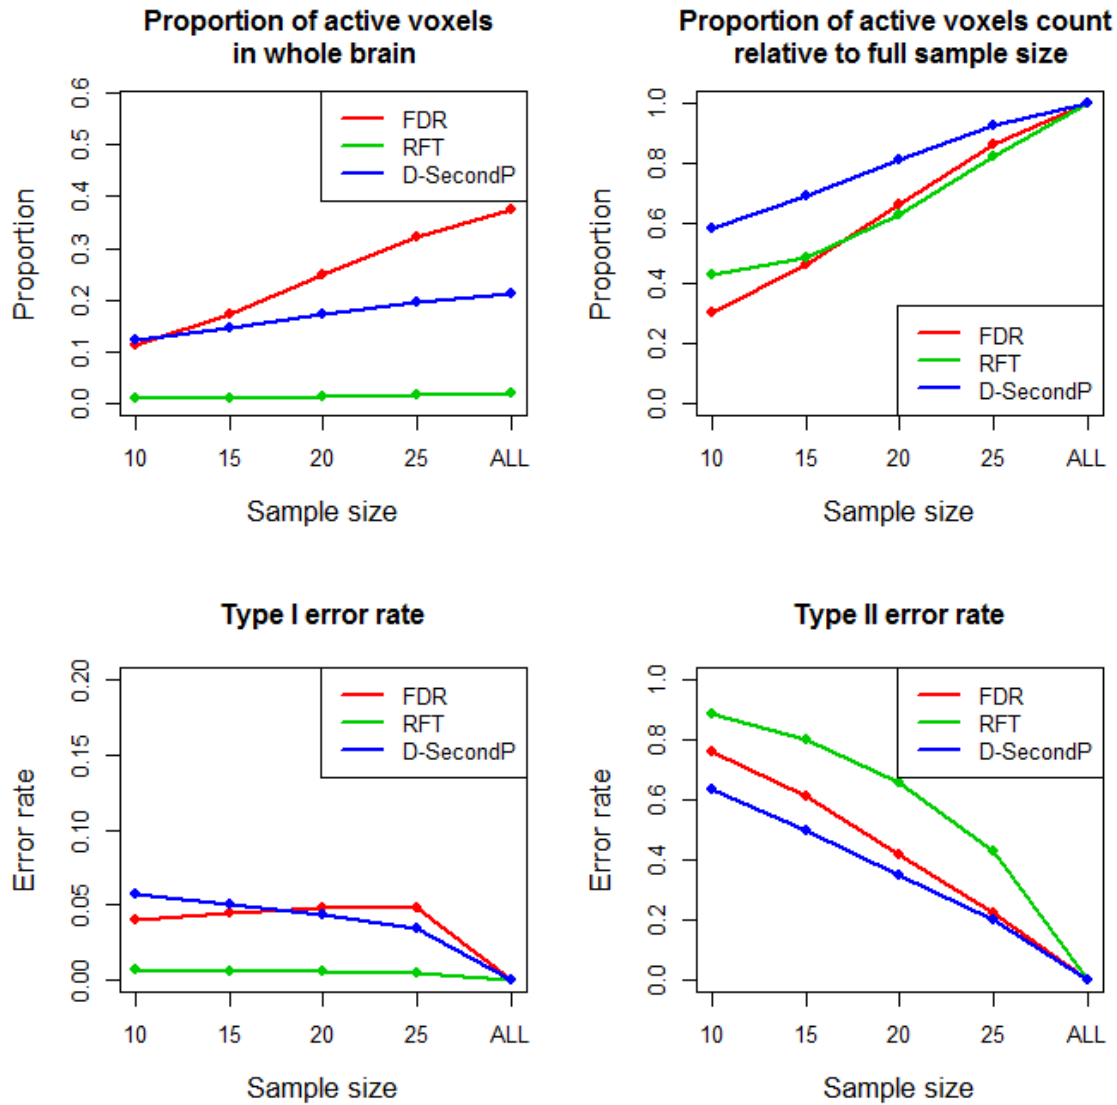 Proportion of active voxels
in whole brain
Proportion
0.0 0.1 0.2 0.3 0.4 0.5 0.6
FDR
RFT
D-SecondP
10 15 20 25 ALL
Sample size
Proportion of active voxels count
relative to full sample size
Proportion
0.0 0.2 0.4 0.6 0.8 1.0
FDR
RFT
D-SecondP
10 15 20 25 ALL
Sample size
Type I error rate
Error rate
0.00 0.05 0.10 0.15 0.20
FDR
RFT
D-SecondP
10 15 20 25 ALL
Sample size
Type II error rate
Error rate
0.0 0.2 0.4 0.6 0.8 1.0
FDR
RFT
D-SecondP
10 15 20 25 ALL
Sample size